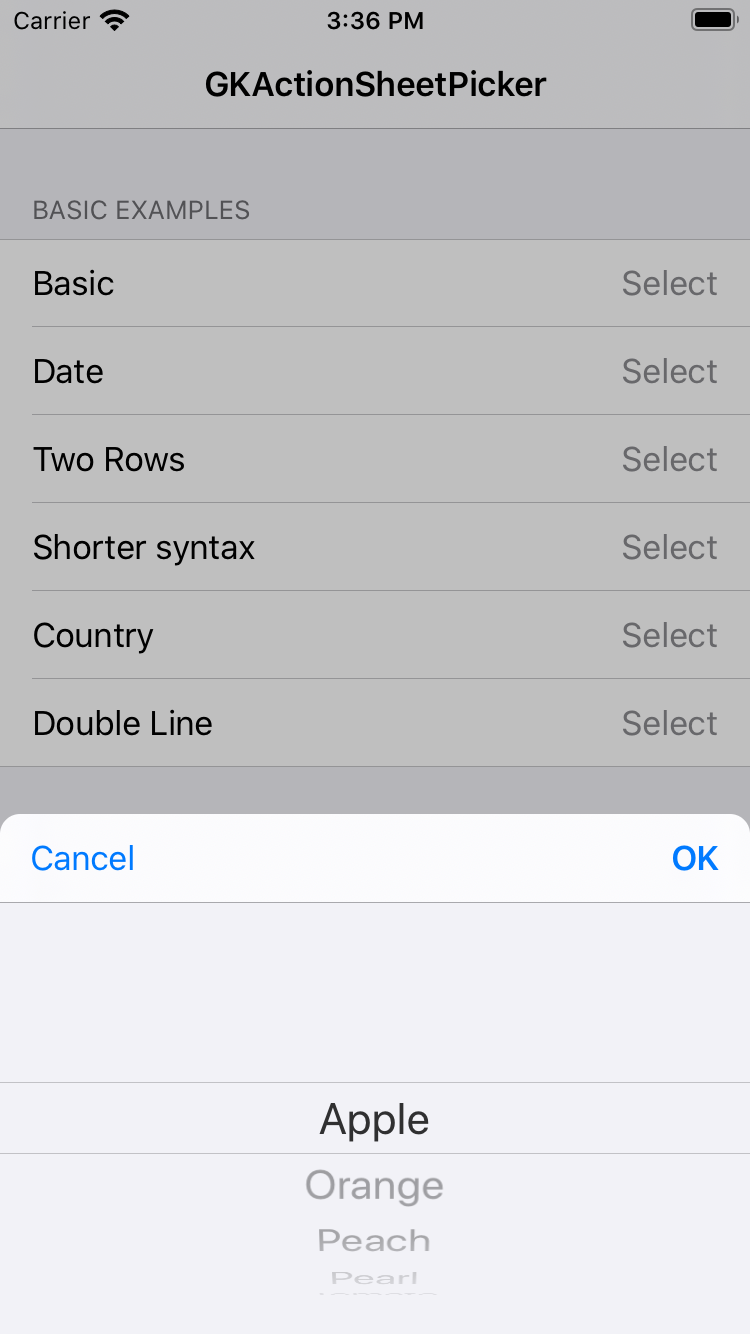 Carrier 3:36 PM
GKActionSheetPicker
BASIC EXAMPLES
Basic Select
Date Select
Two Rows Select
Shorter syntax Select
Country Select
Double Line Select
Cancel OK
Apple
Orange
Peach
Pearl